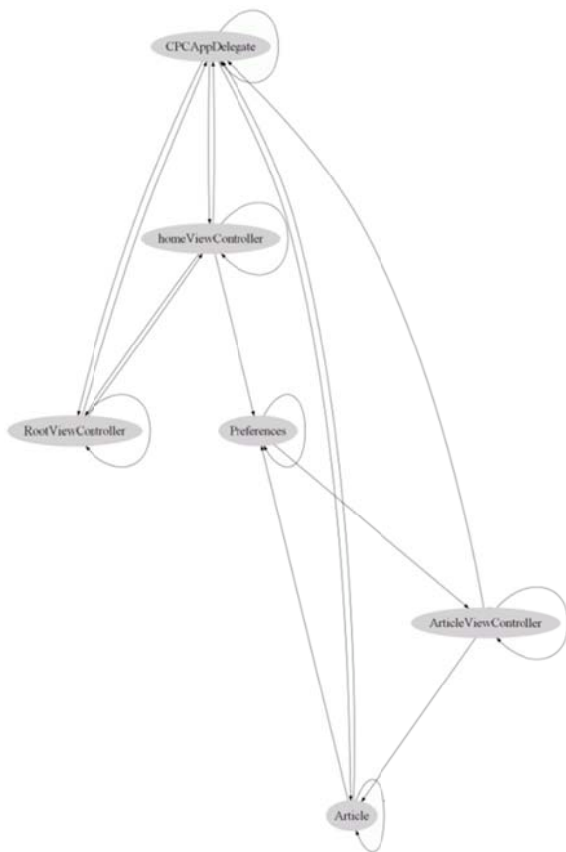 CPCAppDelegate
homeViewController
RootViewController
Preferences
ArticleViewController
Article